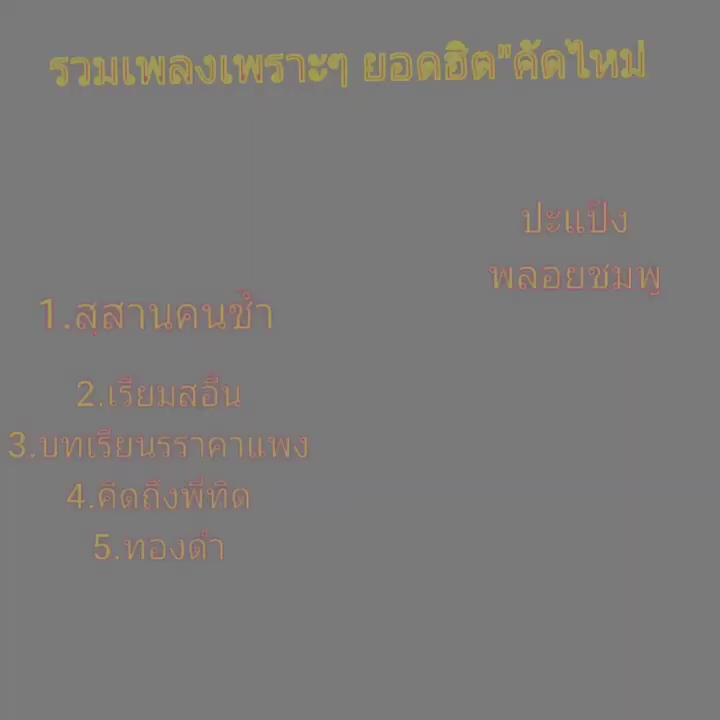 รวมเพลงเพราะๆ ยอดฮิต"คัดไหม่
ปะแป้ง
พลอยชมพู
1.สุสานคนช้ำ
2.เรียมสอื้น
3.บทเรียนรราคาแพง
4.คิดถึงพี่ทิด
5.ทองดำ